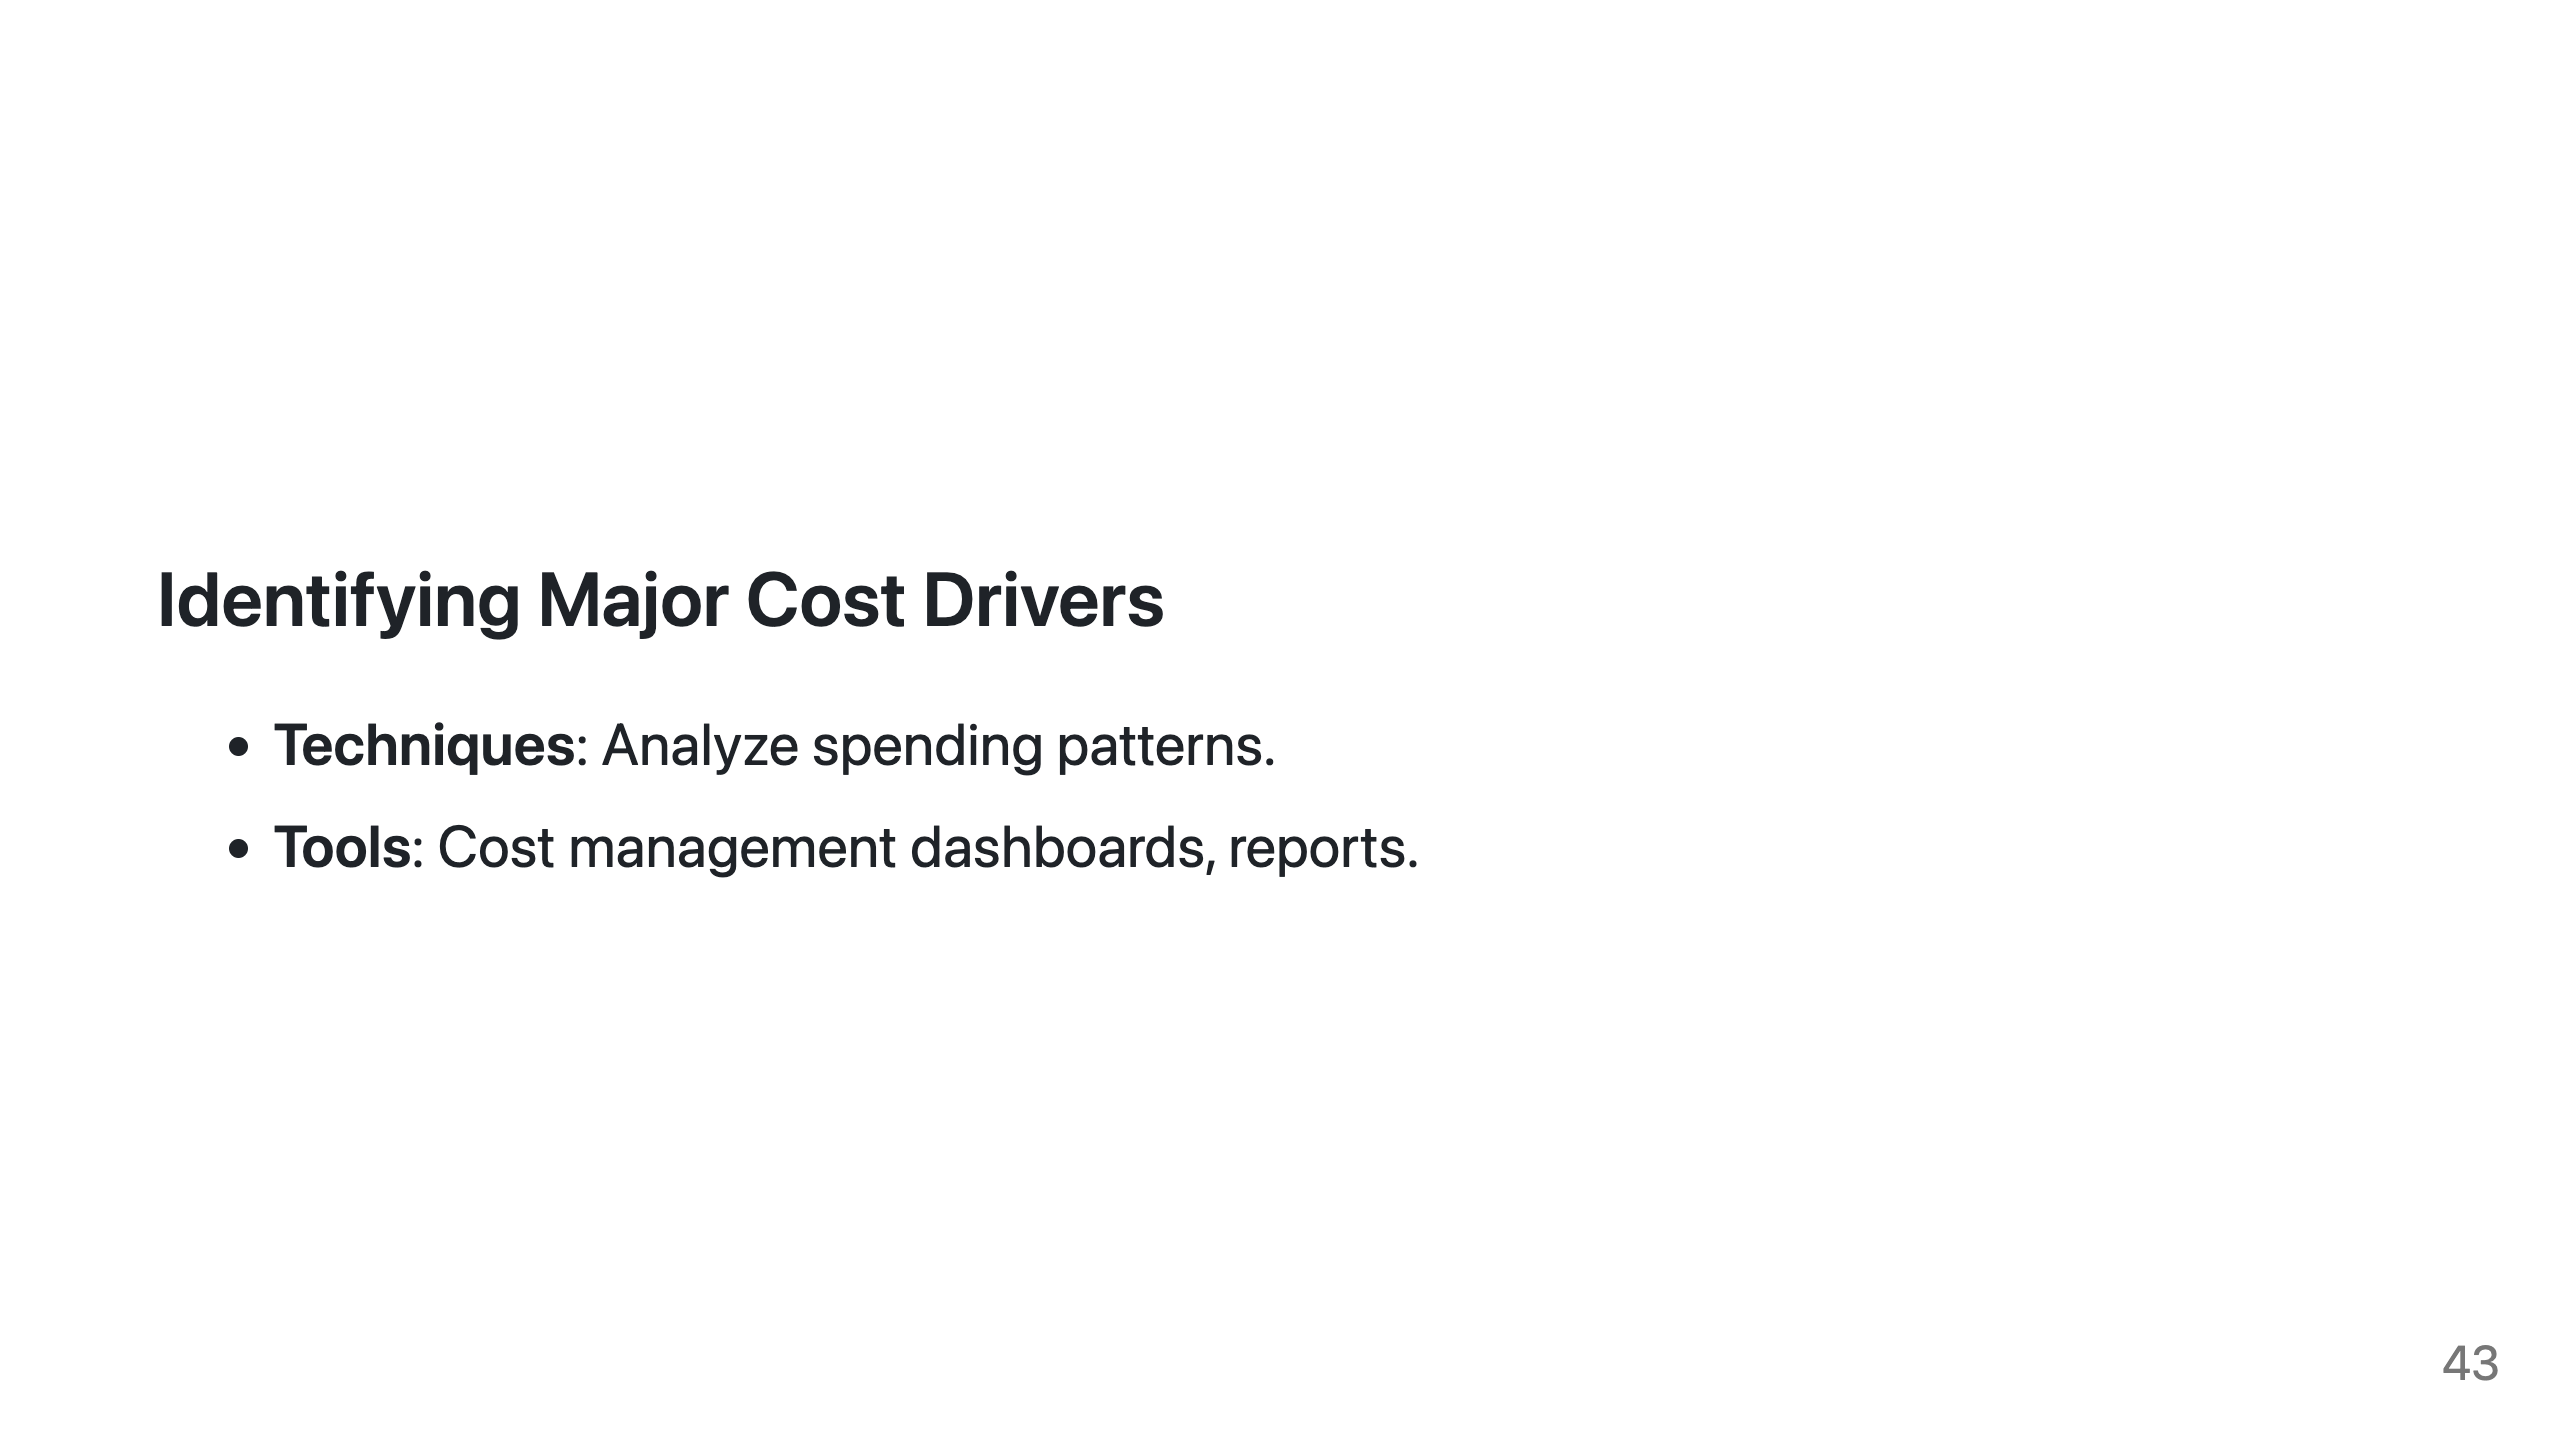 Identifying Major Cost Drivers
• Techniques: Analyze spending patterns.
• Tools: Cost management dashboards, reports.
43